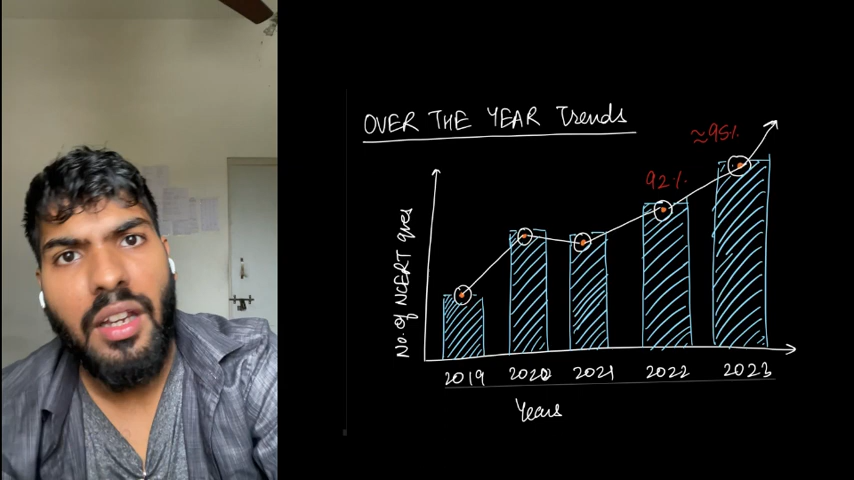 OVER THE YEAR Trends
≈95%
92%
No. of NCERT ques
2019 2020 2021 2022 2023
Years